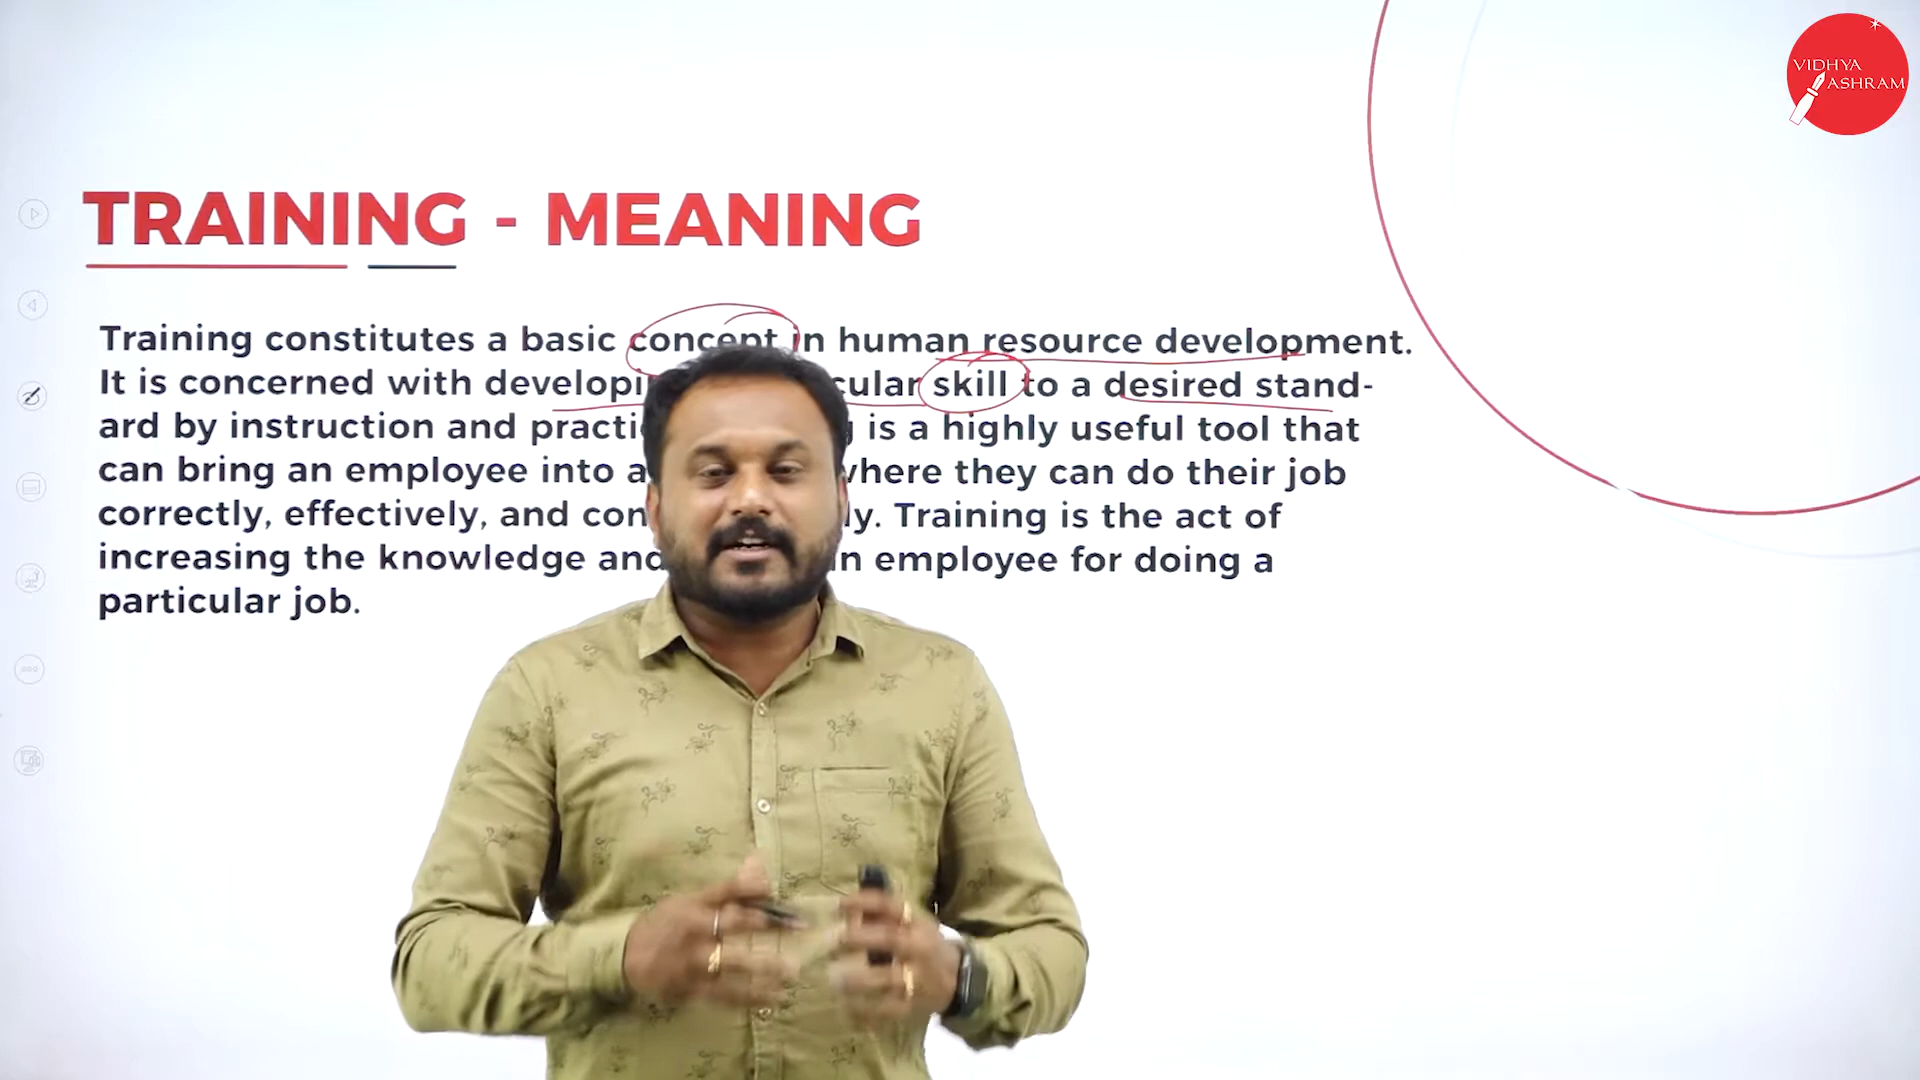 VIDHYA
ASHRAM
TRAINING - MEANING
Training constitutes a basic concept in human resource development.
It is concerned with developi cular skill to a desired stand-
ard by instruction and practi g is a highly useful tool that
can bring an employee into a where they can do their job
correctly, effectively, and con ly. Training is the act of
increasing the knowledge and n employee for doing a
particular job.